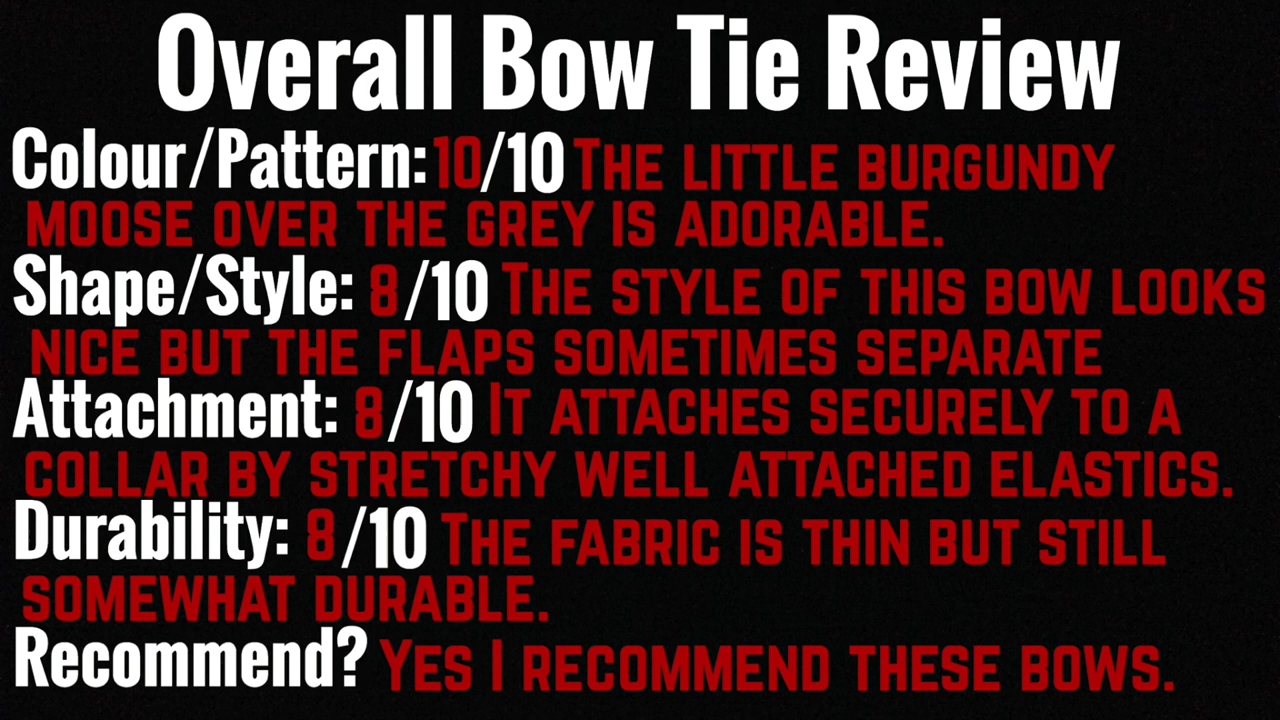 Overall Bow Tie Review
Colour/Pattern: 10/10 The little burgundy
moose over the grey is adorable.
Shape/Style: 8/10 The style of this bow looks
nice but the flaps sometimes separate
Attachment: 8/10 It attaches securely to a
collar by stretchy well attached elastics.
Durability: 8/10 The fabric is thin but still
somewhat durable.
Recommend? Yes I recommend these bows.